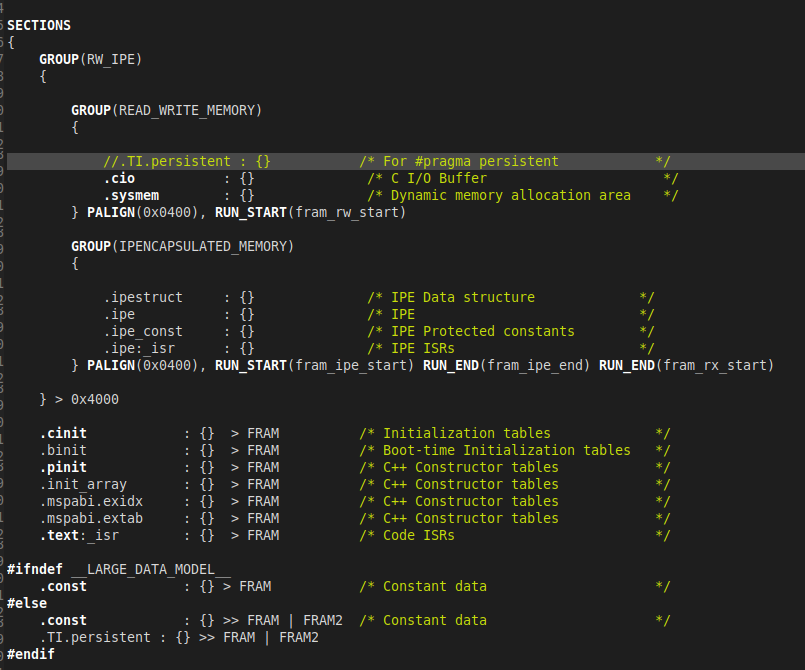 SECTIONS
{
    GROUP(RW_IPE)
    {
        GROUP(READ_WRITE_MEMORY)
        {
            //.TI.persistent : {}           /* For #pragma persistent            */
            .cio           : {}              /* C I/O Buffer                      */
            .sysmem        : {}              /* Dynamic memory allocation area    */
        } PALIGN(0x0400), RUN_START(fram_rw_start)
        GROUP(IPENCAPSULATED_MEMORY)
        {
            .ipestruct     : {}              /* IPE Data structure             */
            .ipe           : {}              /* IPE                            */
            .ipe_const     : {}              /* IPE Protected constants        */
            .ipe:_isr      : {}              /* IPE ISRs                       */
        } PALIGN(0x0400), RUN_START(fram_ipe_start) RUN_END(fram_ipe_end) RUN_END(fram_rx_start)
    } > 0x4000
    .cinit            : {}  > FRAM          /* Initialization tables             */
    .binit            : {}  > FRAM          /* Boot-time Initialization tables   */
    .pinit            : {}  > FRAM          /* C++ Constructor tables            */
    .init_array       : {}  > FRAM          /* C++ Constructor tables            */
    .mspabi.exidx     : {}  > FRAM          /* C++ Constructor tables            */
    .mspabi.extab     : {}  > FRAM          /* C++ Constructor tables            */
    .text:_isr        : {}  > FRAM          /* Code ISRs                         */
#ifndef __LARGE_DATA_MODEL__
    .const            : {} > FRAM           /* Constant data                     */
#else
    .const            : {} >> FRAM | FRAM2  /* Constant data                     */
    .TI.persistent : {} >> FRAM | FRAM2
#endif